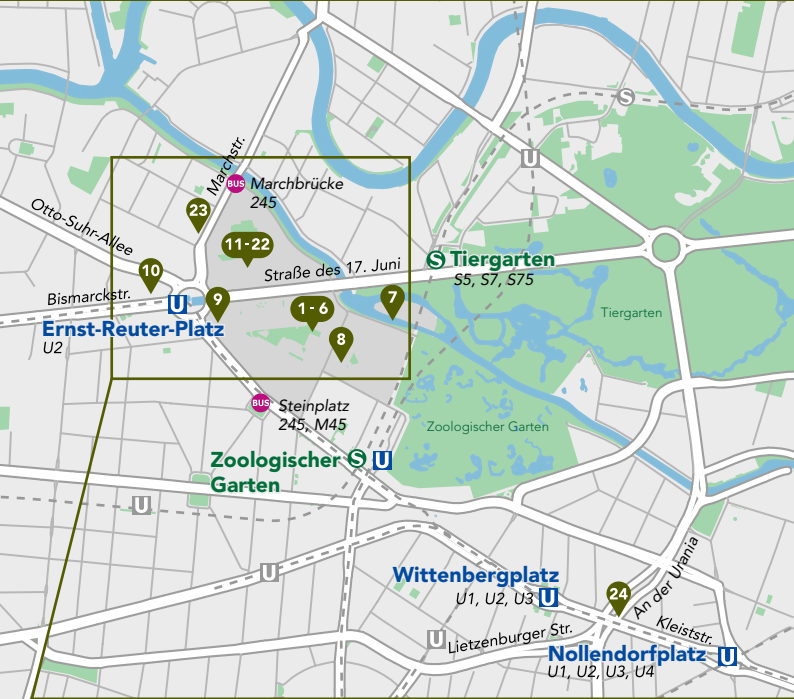 S
U
Marchstr.
BUS Marchbrücke
245
23
Otto-Suhr-Allee
11-22
10
Straße des 17. Juni
S Tiergarten
S5, S7, S75
Bismarckstr.
U
9
1 - 6
7
Tiergarten
Ernst-Reuter-Platz
U2
8
BUS Steinplatz
245, M45
Zoologischer Garten
Zoologischer S U
Garten
U
U
Wittenbergplatz
U1, U2, U3 U
24
An der Urania
Kleiststr.
U
Lietzenburger Str.
Nollendorfplatz U
U1, U2, U3, U4